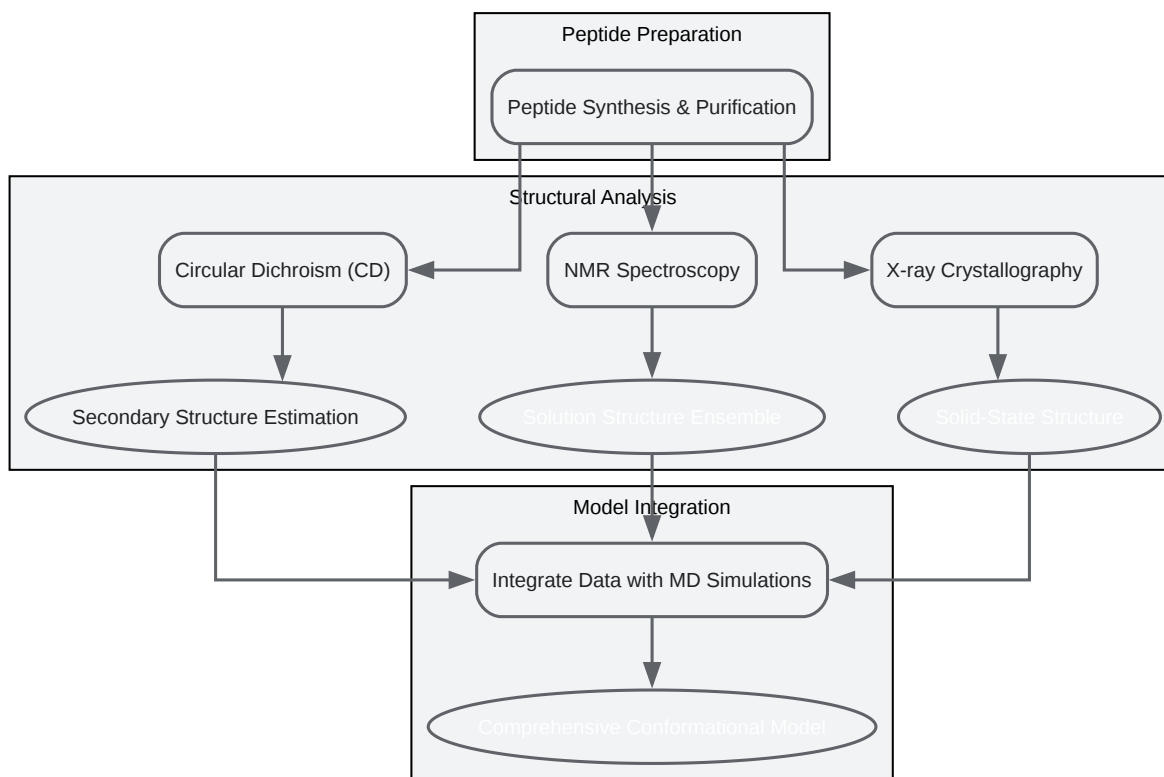 Peptide Preparation
Peptide Synthesis & Purification
Structural Analysis
Circular Dichroism (CD)
NMR Spectroscopy
X-ray Crystallography
Secondary Structure Estimation
Solution Structure Ensemble
Solid-State Structure
Model Integration
Integrate Data with MD Simulations
Comprehensive Conformational Model